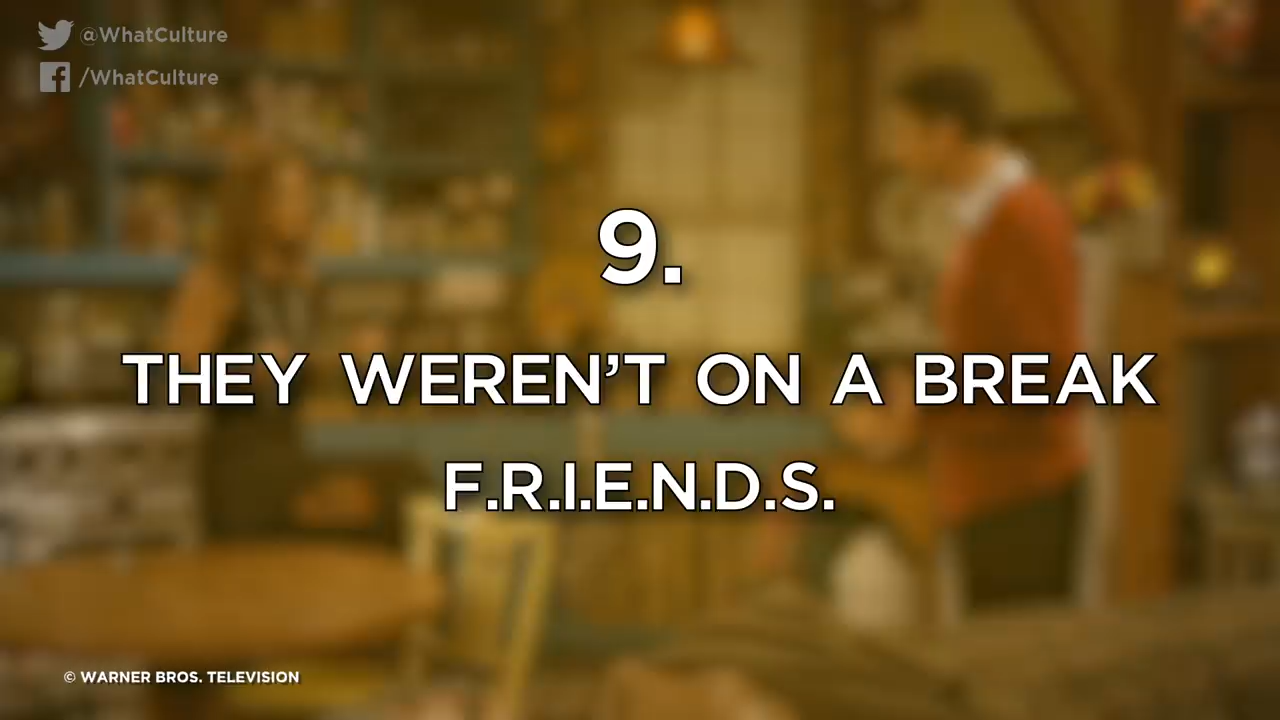 @WhatCulture
/WhatCulture
9.
THEY WEREN'T ON A BREAK
F.R.I.E.N.D.S.
© WARNER BROS. TELEVISION